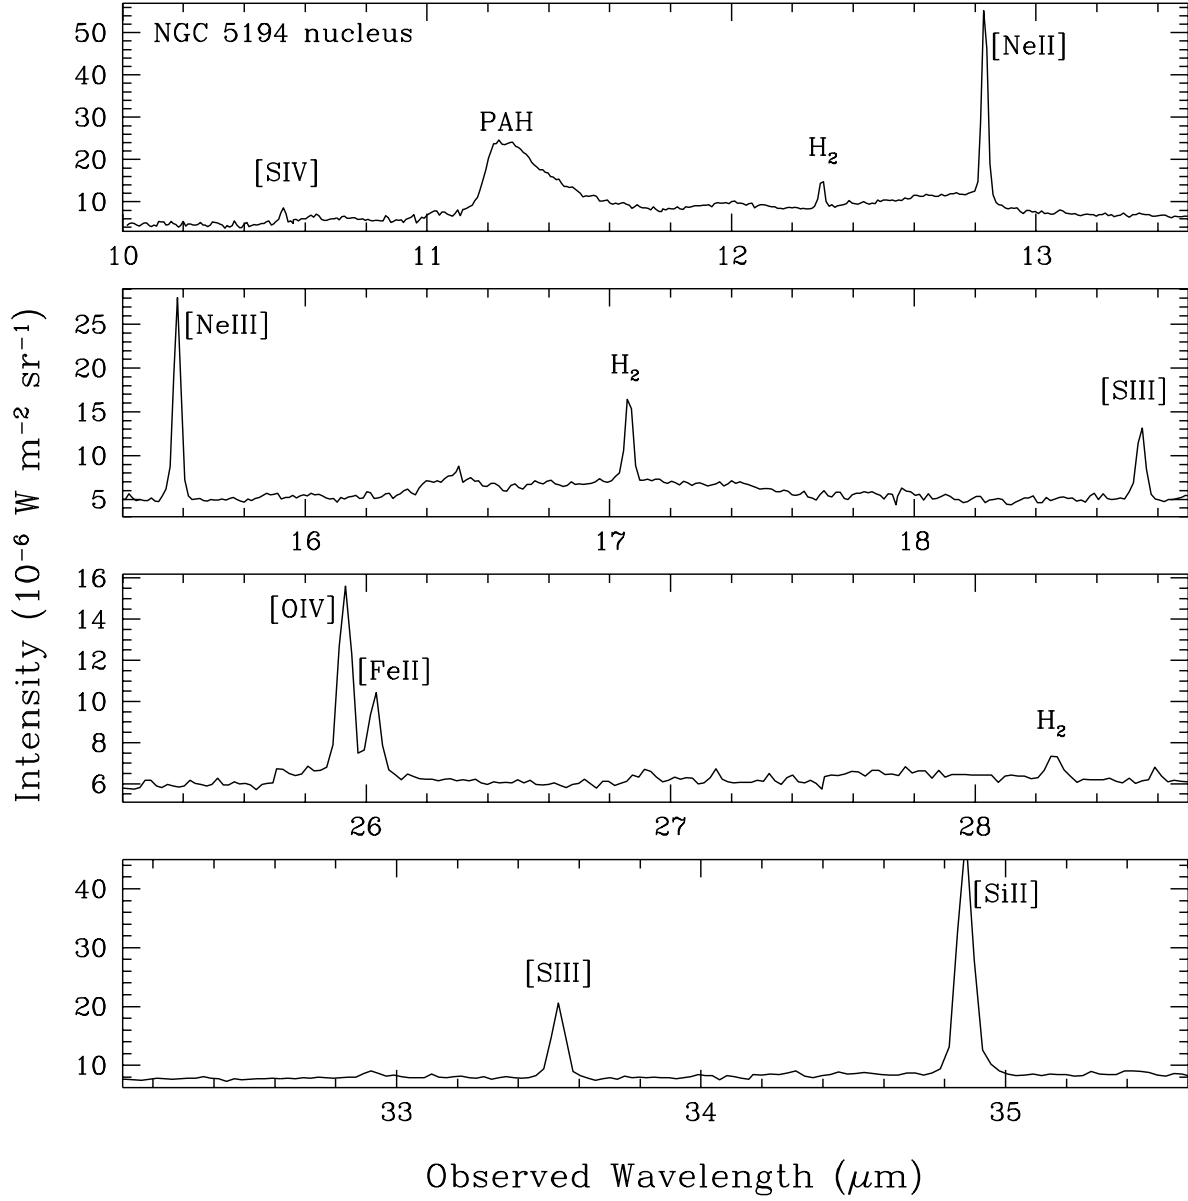 NGC 5194 nucleus
[SIV]
PAH
H2
[NeII]
50
40
30
20
10
10 11 12 13
[NeIII]
H2
[SIII]
25
20
15
10
5
16 17 18
[OIV]
[FeII]
H2
16
14
12
10
8
6
26 27 28
[SIII]
[SiII]
40
30
20
10
33 34 35
Intensity (10−6 W m−2 sr−1)
Observed Wavelength (μm)